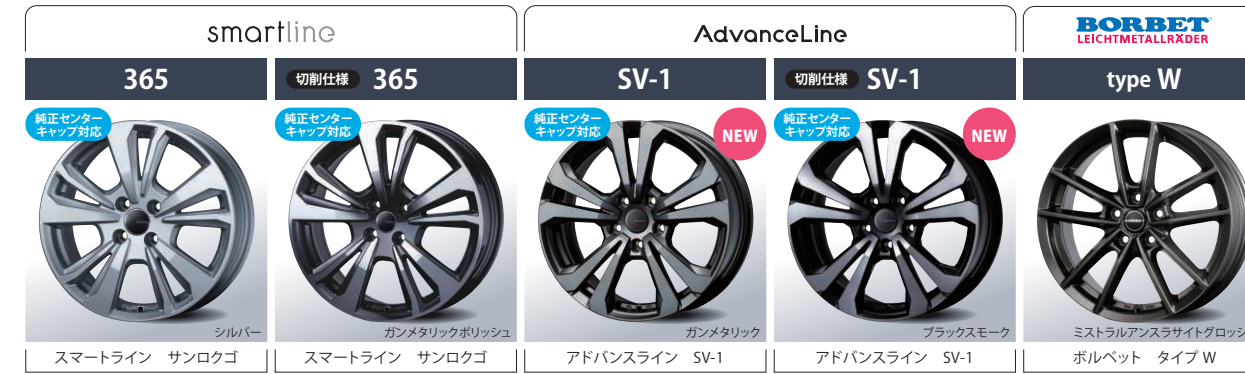 smartline
AdvanceLine
BORBET
LEICHTMETALLRÄDER
365
切削仕様 365
SV-1
切削仕様 SV-1
type W
純正センター
キャップ対応
純正センター
キャップ対応
純正センター
キャップ対応
NEW
純正センター
キャップ対応
NEW
シルバー
ガンメタリックポリッシュ
ガンメタリック
ブラックスモーク
ミストラルアンスラサイトグロッシ
スマートライン サンロクゴ
スマートライン サンロクゴ
アドバンスライン SV-1
アドバンスライン SV-1
ボルベット タイプ W